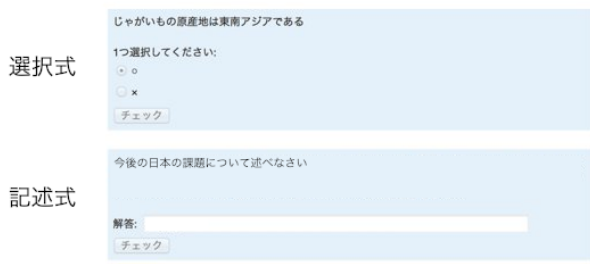 選択式
じゃがいもの原産地は東南アジアである
1つ選択してください:
○
×
チェック
記述式
今後の日本の課題について述べなさい
解答:
チェック